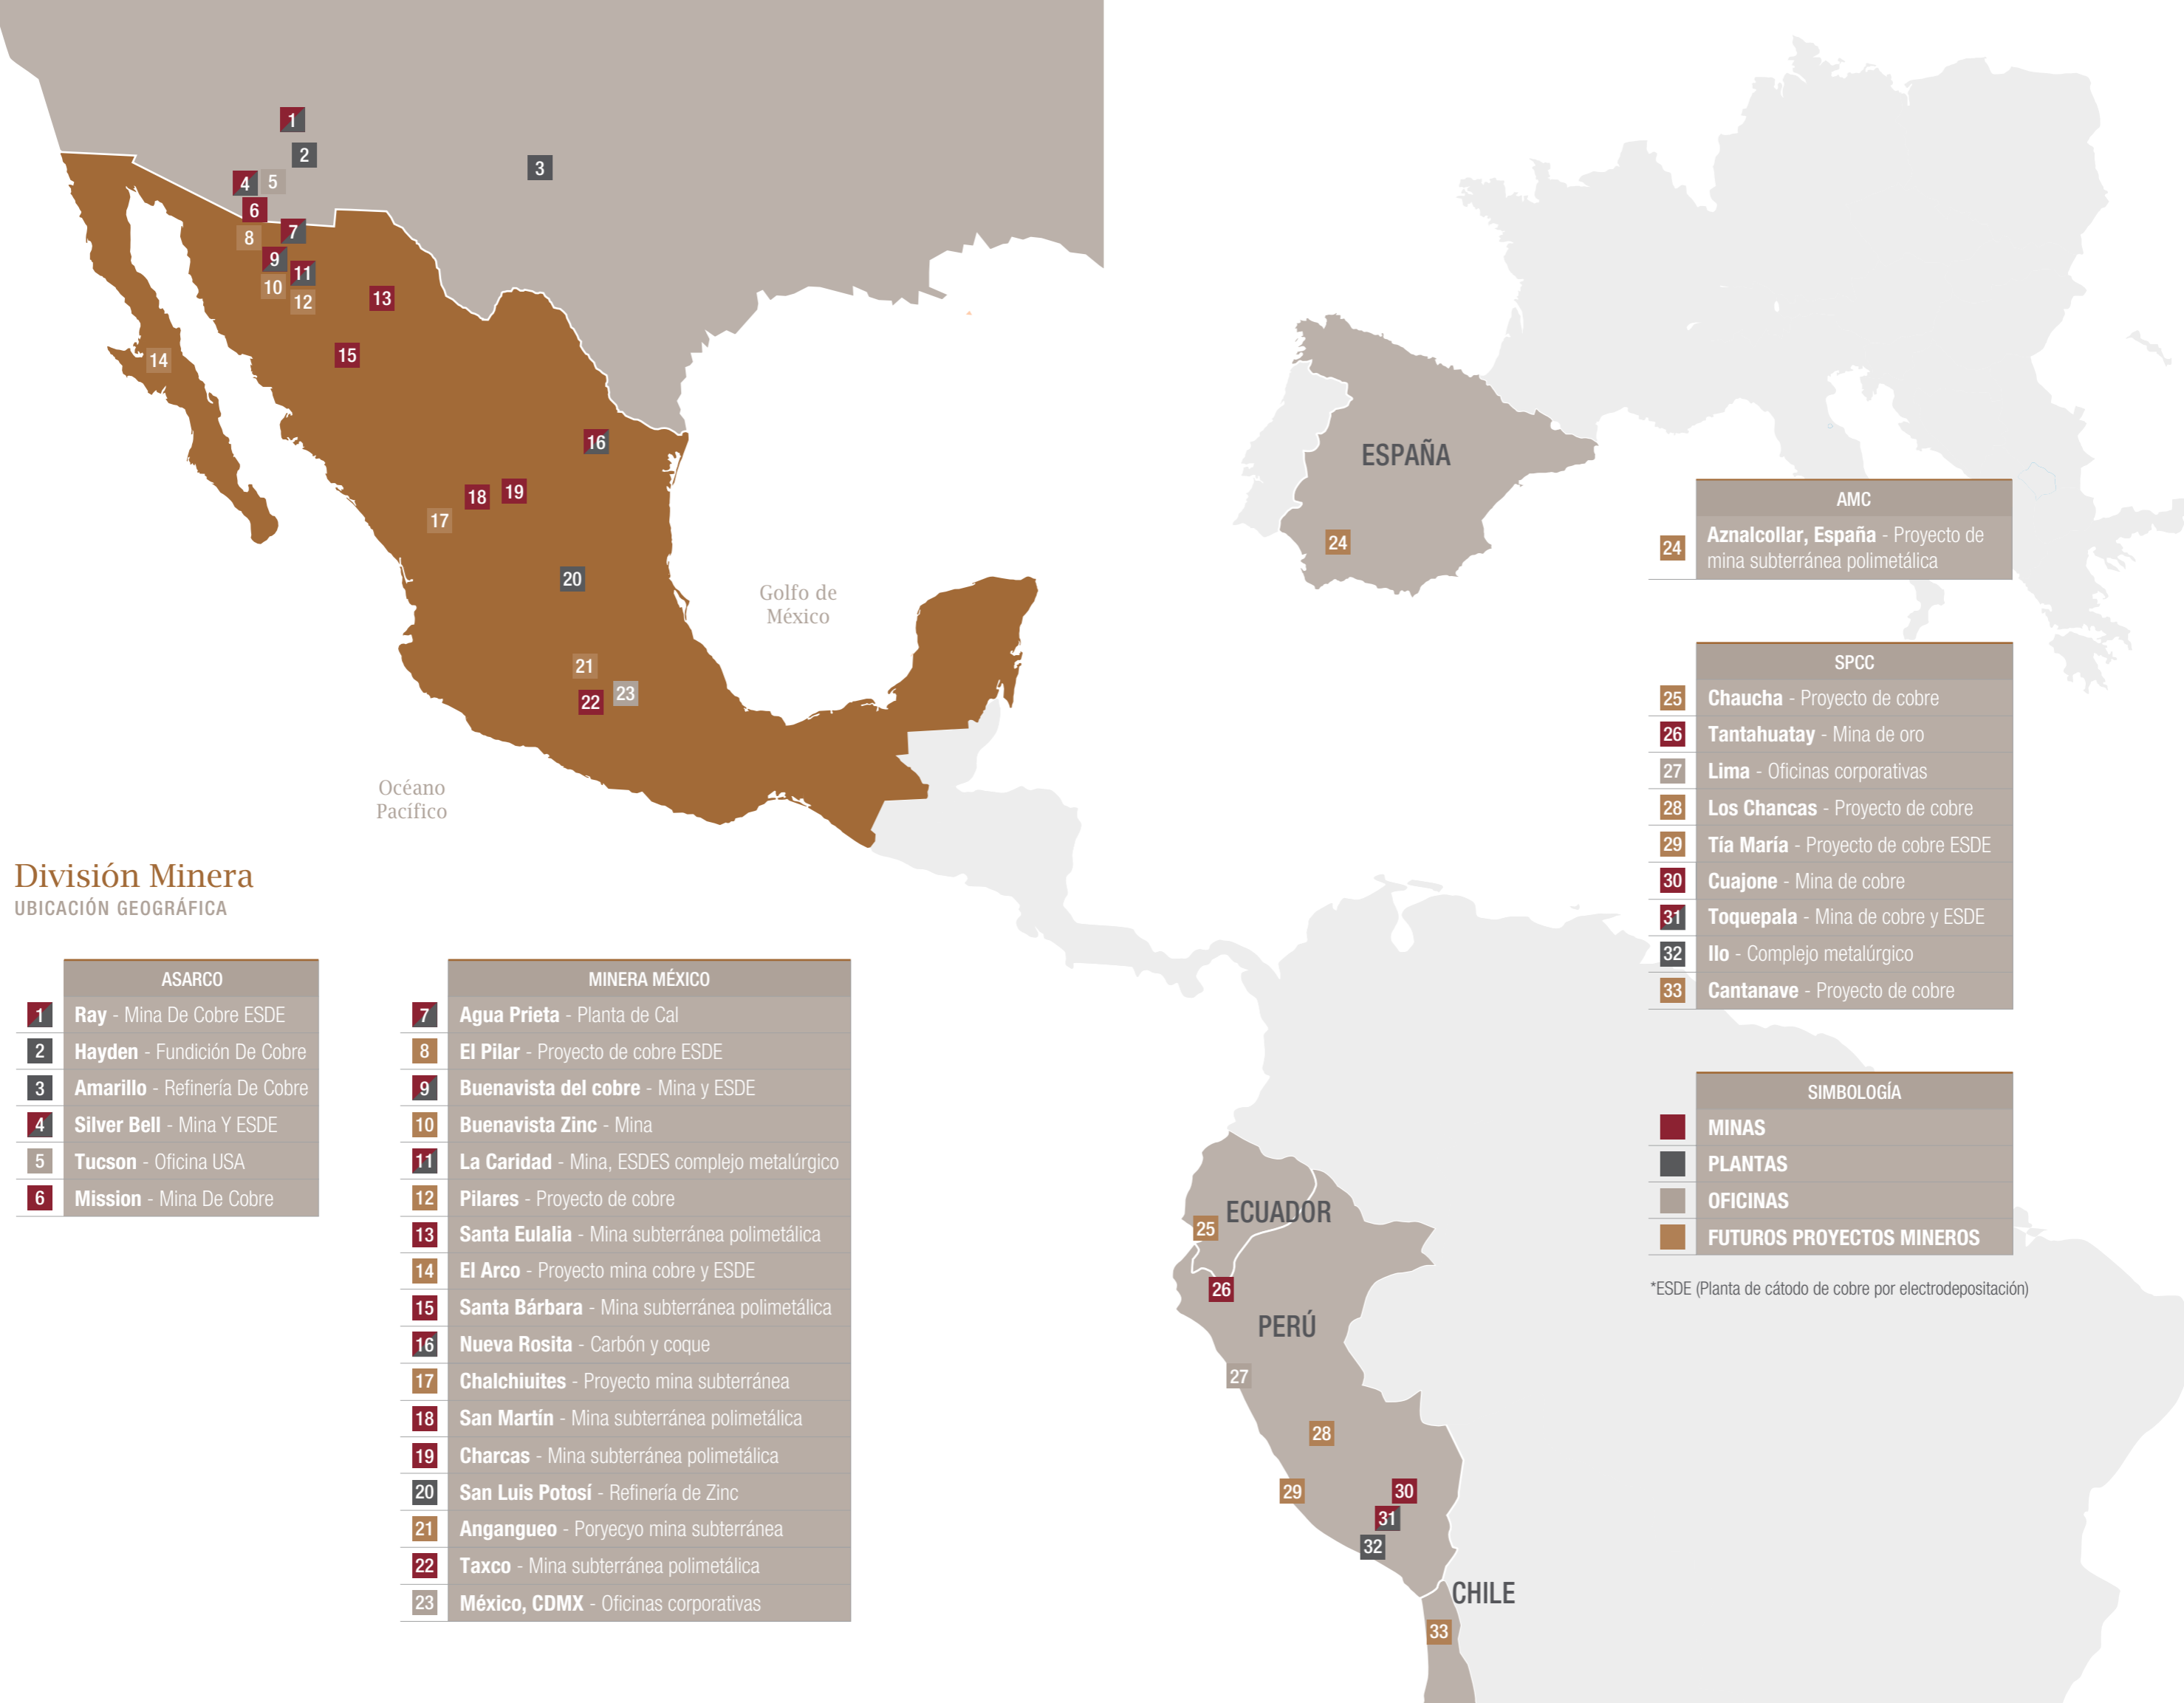 1
2
3
4
5
6
7
8
9
10
11
12
13
14
15
16
17
18
19
20
21
22
23
Golfo de
México
Océano
Pacífico
ESPAÑA
24
AMC
24 Aznalcollar, España - Proyecto de
mina subterránea polimetálica
SPCC
25 Chaucha - Proyecto de cobre
26 Tantahuatay - Mina de oro
27 Lima - Oficinas corporativas
28 Los Chancas - Proyecto de cobre
29 Tía María - Proyecto de cobre ESDE
30 Cuajone - Mina de cobre
31 Toquepala - Mina de cobre y ESDE
32 Ilo - Complejo metalúrgico
33 Cantanave - Proyecto de cobre
División Minera
UBICACIÓN GEOGRÁFICA
ASARCO
1 Ray - Mina De Cobre ESDE
2 Hayden - Fundición De Cobre
3 Amarillo - Refinería De Cobre
4 Silver Bell - Mina Y ESDE
5 Tucson - Oficina USA
6 Mission - Mina De Cobre
MINERA MÉXICO
7 Agua Prieta - Planta de Cal
8 El Pilar - Proyecto de cobre ESDE
9 Buenavista del cobre - Mina y ESDE
10 Buenavista Zinc - Mina
11 La Caridad - Mina, ESDES complejo metalúrgico
12 Pilares - Proyecto de cobre
13 Santa Eulalia - Mina subterránea polimetálica
14 El Arco - Proyecto mina cobre y ESDE
15 Santa Bárbara - Mina subterránea polimetálica
16 Nueva Rosita - Carbón y coque
17 Chalchiuites - Proyecto mina subterránea
18 San Martín - Mina subterránea polimetálica
19 Charcas - Mina subterránea polimetálica
20 San Luis Potosí - Refinería de Zinc
21 Angangueo - Poryecyo mina subterránea
22 Taxco - Mina subterránea polimetálica
23 México, CDMX - Oficinas corporativas
SIMBOLOGÍA
MINAS
PLANTAS
OFICINAS
FUTUROS PROYECTOS MINEROS
*ESDE (Planta de cátodo de cobre por electrodepositación)
ECUADOR
25
26
PERÚ
27
28
29
30
31
32
CHILE
33